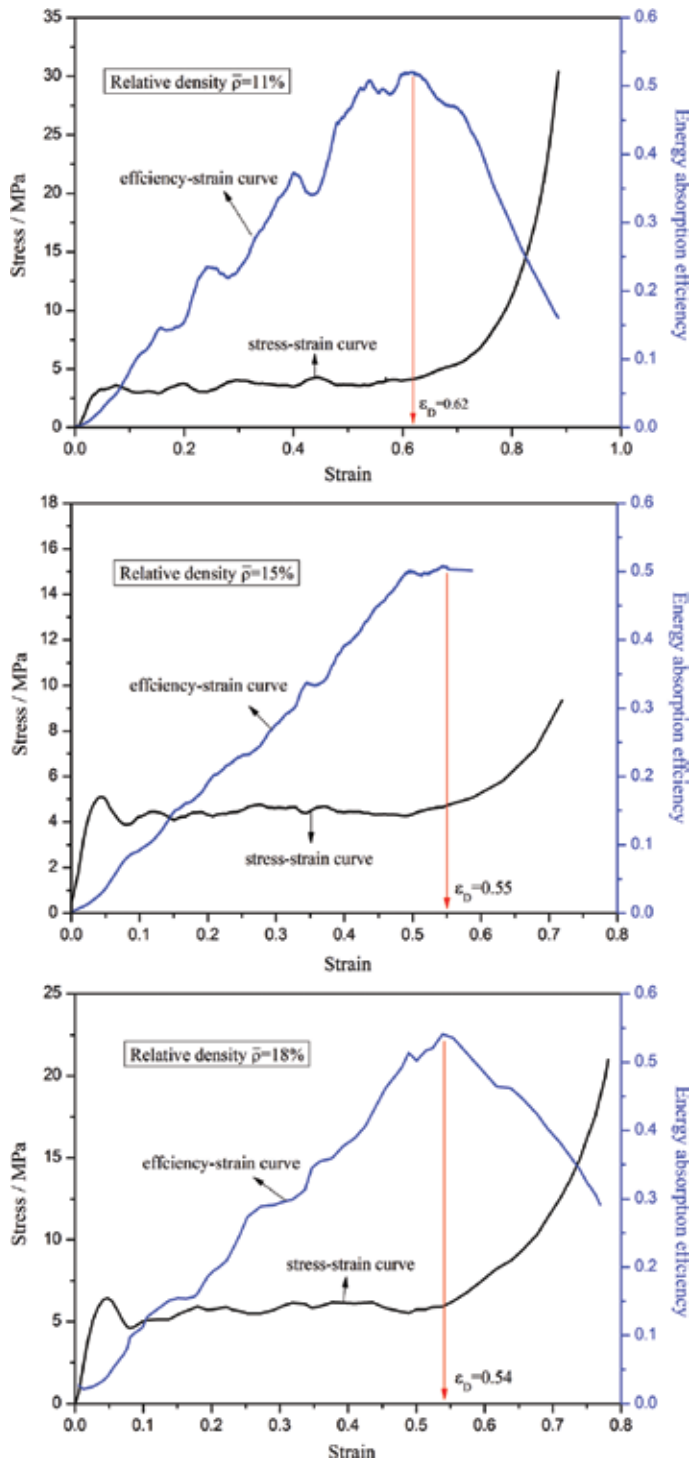 35
30
25
20
15
10
5
0
Stress / MPa
0.6
0.5
0.4
0.3
0.2
0.1
0.0
Energy absorption effciency
Relative density ρ̄=11%
effciency-strain curve
stress-strain curve
ε_D=0.62
0.0 0.2 0.4 0.6 0.8 1.0
Strain
18
16
14
12
10
8
6
4
2
0
Stress / MPa
0.6
0.5
0.4
0.3
0.2
0.1
0.0
Energy absorption effciency
Relative density ρ̄=15%
effciency-strain curve
stress-strain curve
ε_D=0.55
0.0 0.1 0.2 0.3 0.4 0.5 0.6 0.7 0.8
Strain
25
20
15
10
5
0
Stress / MPa
0.6
0.5
0.4
0.3
0.2
0.1
0.0
Energy absorption effciency
Relative density ρ̄=18%
effciency-strain curve
stress-strain curve
ε_D=0.54
0.0 0.1 0.2 0.3 0.4 0.5 0.6 0.7 0.8
Strain